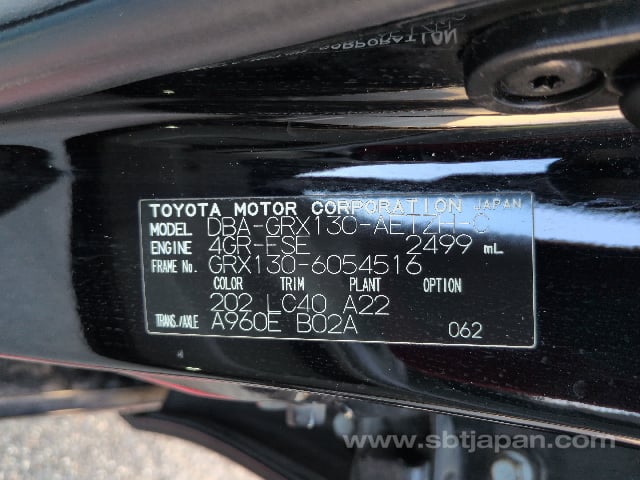 CORPORATION
TOYOTA MOTOR CORPORATION JAPAN
MODEL DBA-GRX130-AETZH-C
ENGINE 4GR-FSE 2499 mL
FRAME No. GRX130-6054516
COLOR TRIM PLANT OPTION
202 LC40 A22
TRANS./AXLE A960E B02A
062
www.sbtjapan.com